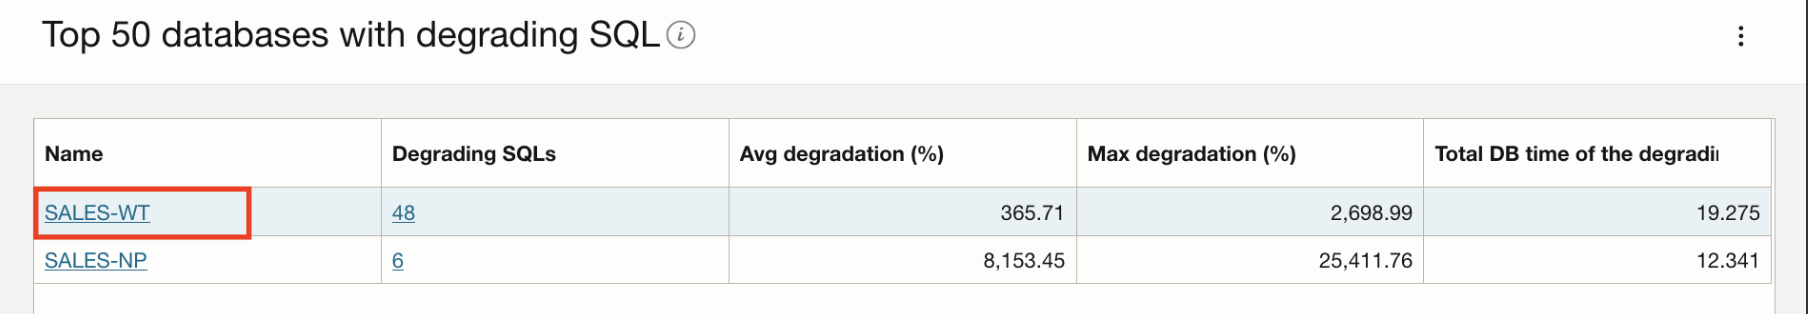 Top 50 databases with degrading SQL i
Name Degrading SQLs Avg degradation (%) Max degradation (%) Total DB time of the degradi
SALES-WT 48 365.71 2,698.99 19.275
SALES-NP 6 8,153.45 25,411.76 12.341